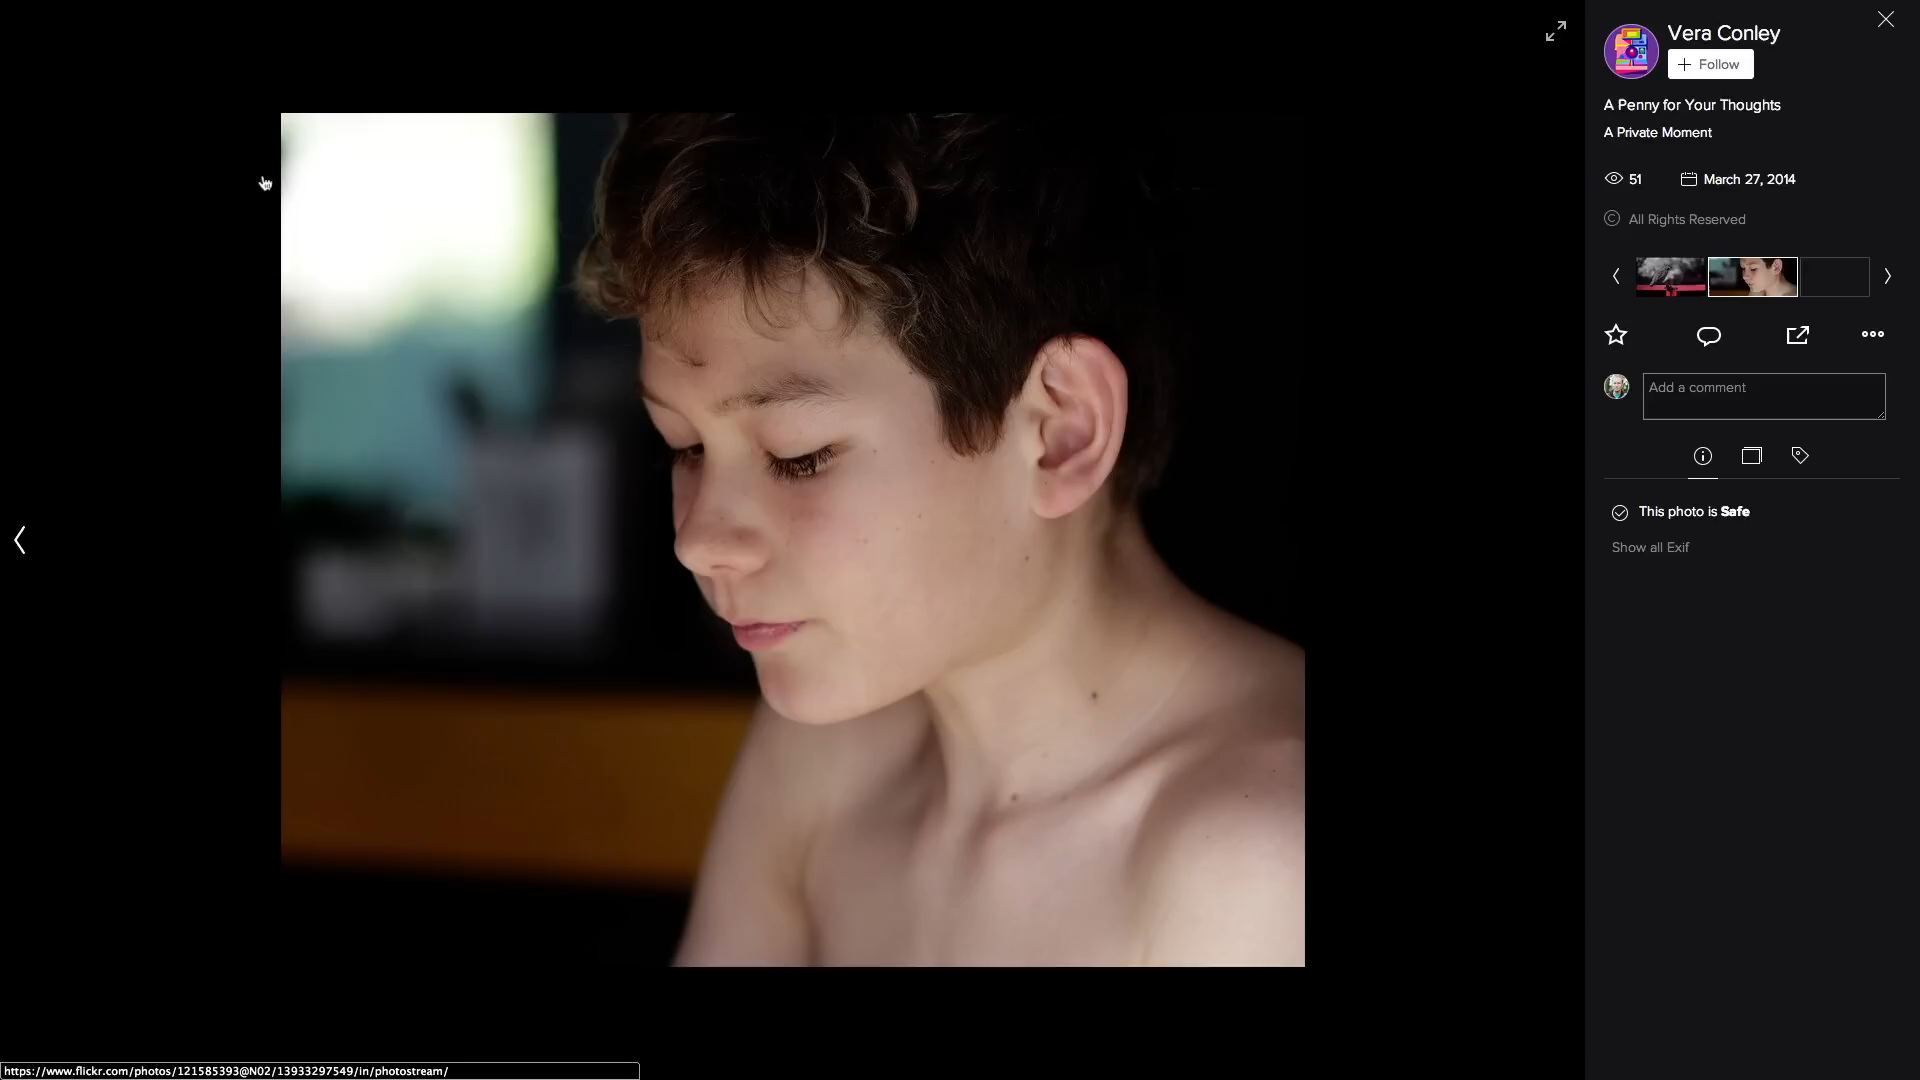 Vera Conley
Follow
A Penny for Your Thoughts
A Private Moment
51 March 27, 2014
All Rights Reserved
Add a comment
This photo is Safe
Show all Exif
https://www.flickr.com/photos/121585393@N02/13933297549/in/photostream/